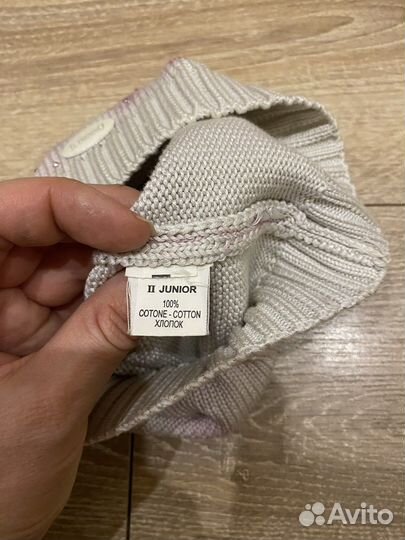 II JUNIOR
100%
COTONE - COTTON
ХЛОПОК
Avito